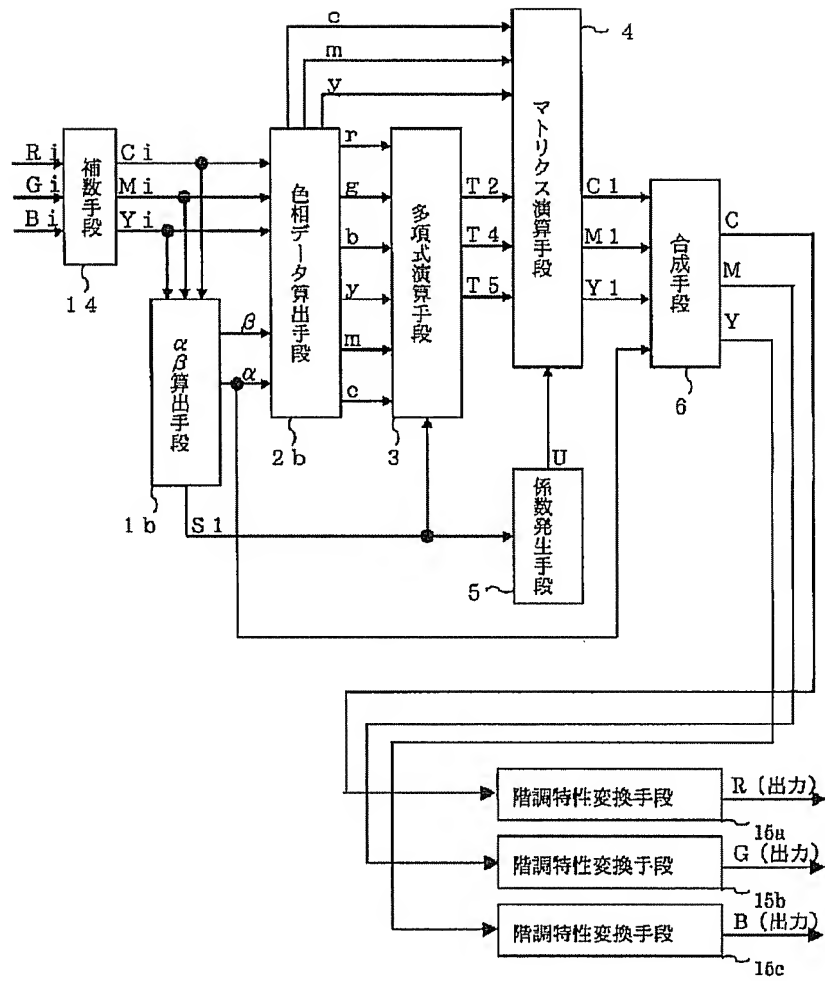 c
4
m
y
Ri
Gi
Bi
補数手段
14
Ci
Mi
Yi
αβ算出手段
1b
β
α
S1
色相データ算出手段
2b
r
g
b
y
m
c
多項式演算手段
3
T2
T4
T5
マトリクス演算手段
U
係数発生手段
5
C1
M1
Y1
合成手段
6
C
M
Y
階調特性変換手段
R (出力)
15a
階調特性変換手段
G (出力)
15b
階調特性変換手段
B (出力)
15c